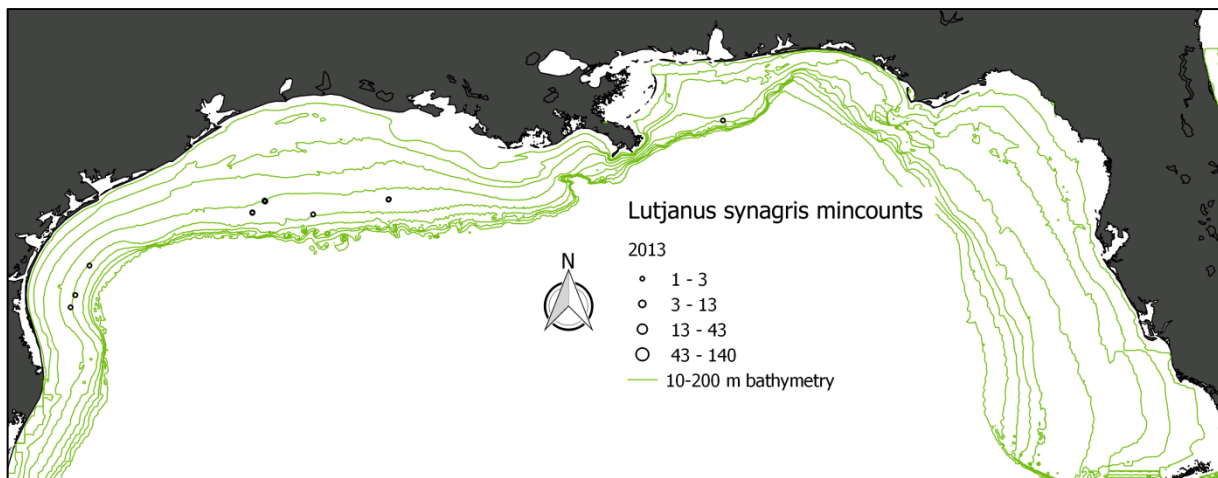 Lutjanus synagris mincounts
2013
1 - 3
3 - 13
13 - 43
43 - 140
10-200 m bathymetry
N